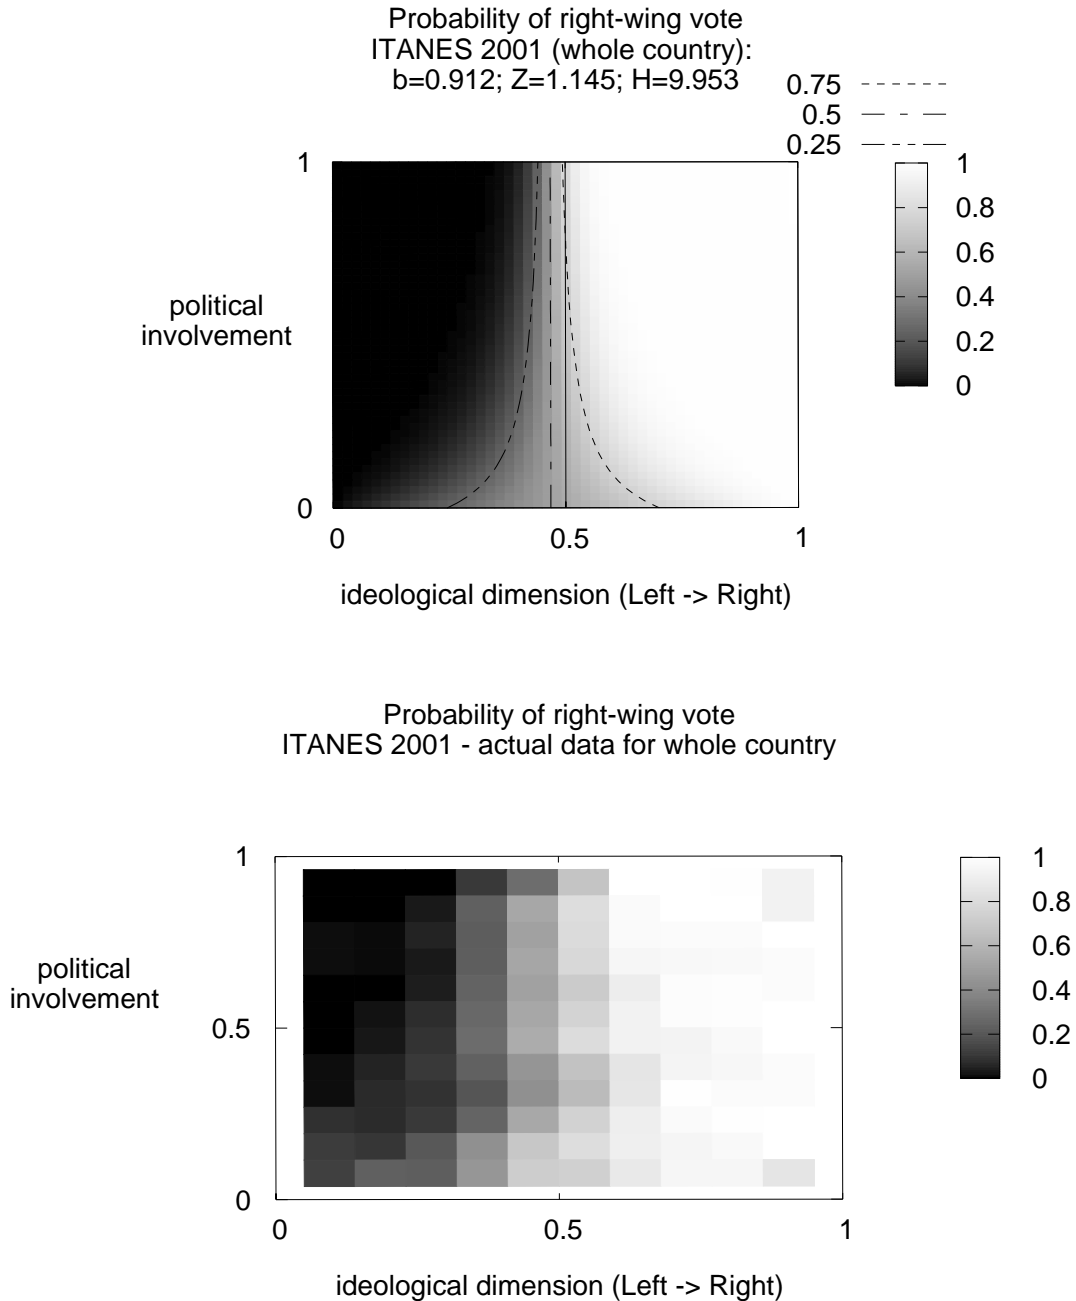 Probability of right-wing vote
ITANES 2001 (whole country):
b=0.912; Z=1.145; H=9.953
0.75
0.5
0.25
1
0
political
involvement
0
0.5
1
ideological dimension (Left -> Right)
1
0.8
0.6
0.4
0.2
0
Probability of right-wing vote
ITANES 2001 - actual data for whole country
1
0.5
0
political
involvement
0
0.5
1
ideological dimension (Left -> Right)
1
0.8
0.6
0.4
0.2
0